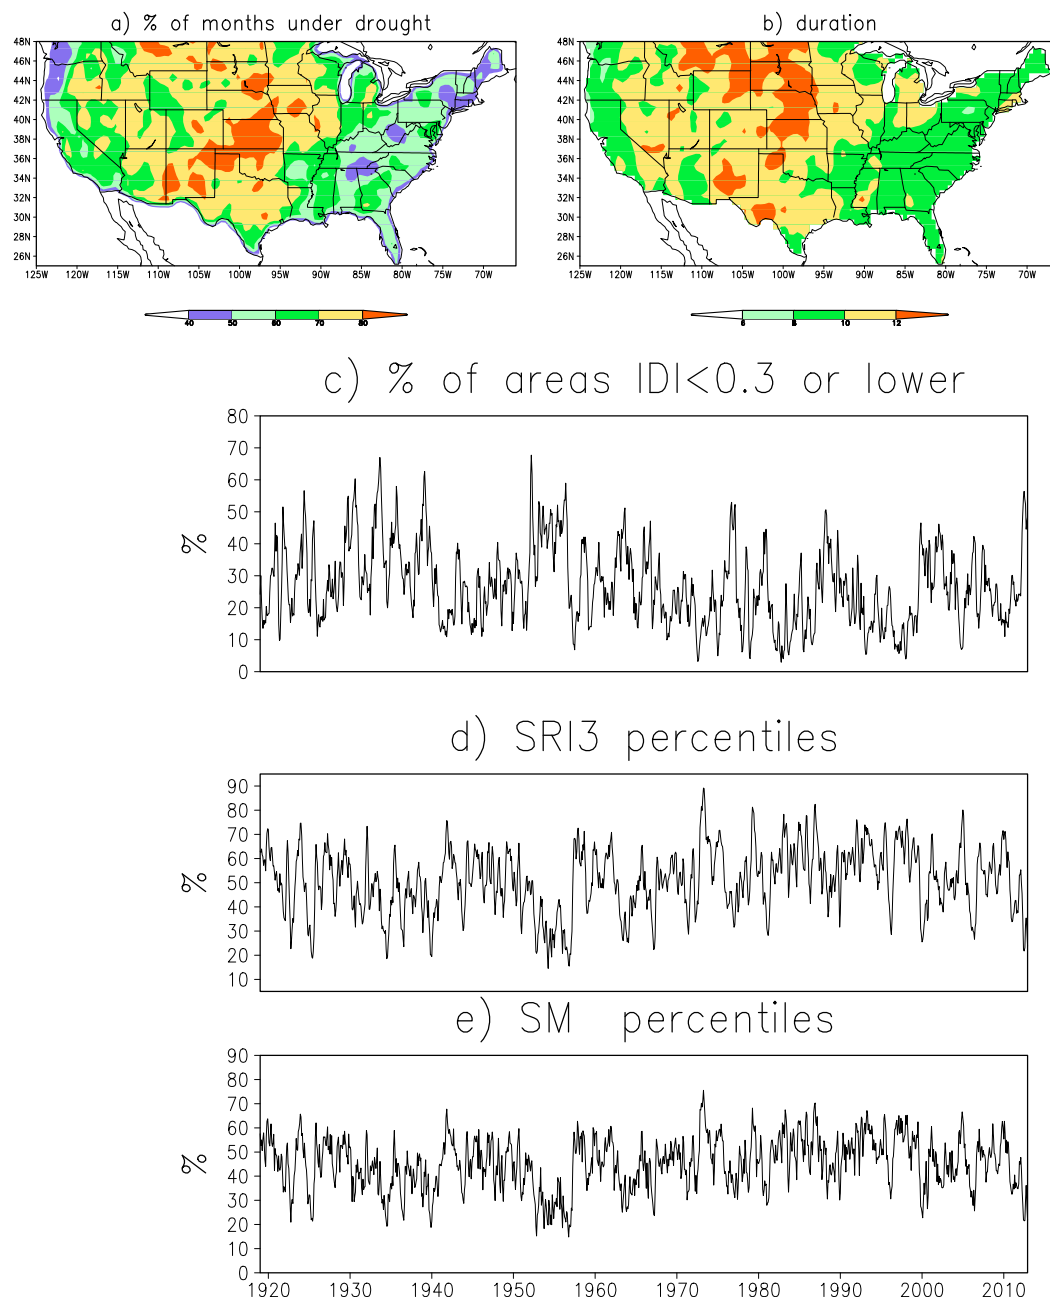 a) % of months under drought
b) duration
48N
46N
44N
42N
40N
38N
36N
34N
32N
30N
28N
26N
125W 120W 115W 110W 105W 100W 95W 90W 85W 80W 75W 70W
48N
46N
44N
42N
40N
38N
36N
34N
32N
30N
28N
26N
125W 120W 115W 110W 105W 100W 95W 90W 85W 80W 75W 70W
40 50 60 70 80
6 8 10 12
c) % of areas IDI<0.3 or lower
80
70
60
50
40
30
20
10
0
%
d) SRI3 percentiles
90
80
70
60
50
40
30
20
10
%
e) SM percentiles
90
80
70
60
50
40
30
20
10
0
%
1920 1930 1940 1950 1960 1970 1980 1990 2000 2010